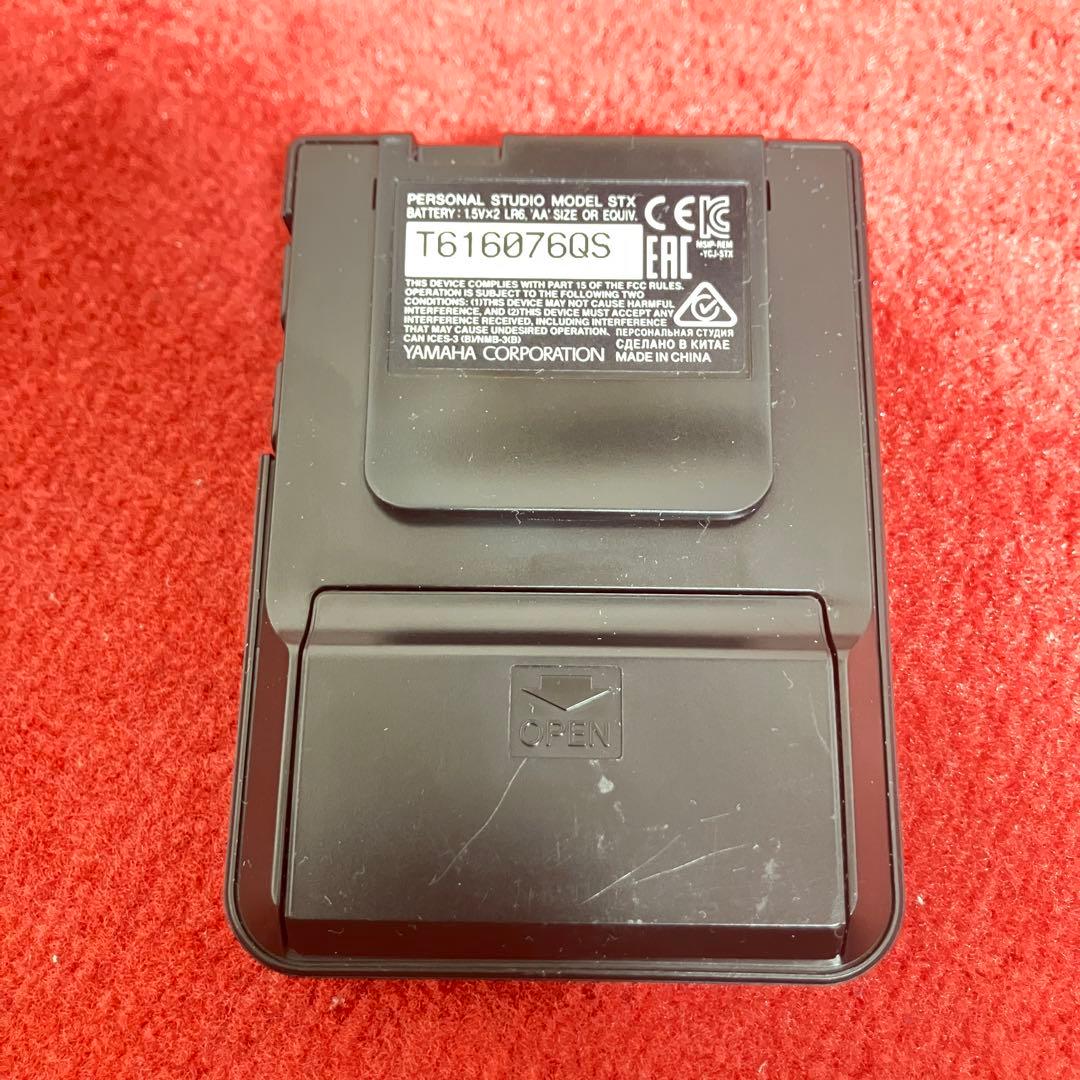 PERSONAL STUDIO MODEL STX
BATTERY : 1.5V×2 LR6, 'AA' SIZE OR EQUIV.
CE
T616076QS
EAC
MSIP-REM
-YCJ-STX
THIS DEVICE COMPLIES WITH PART 15 OF THE FCC RULES.
OPERATION IS SUBJECT TO THE FOLLOWING TWO
CONDITIONS: (1)THIS DEVICE MAY NOT CAUSE HARMFUL
INTERFERENCE, AND (2)THIS DEVICE MUST ACCEPT ANY
INTERFERENCE RECEIVED, INCLUDING INTERFERENCE
THAT MAY CAUSE UNDESIRED OPERATION.
ПЕРСОНАЛЬНАЯ СТУДИЯ
CAN ICES-3 (B)/NMB-3(B)
СДЕЛАНО В КИТАЕ
YAMAHA CORPORATION
MADE IN CHINA
OPEN